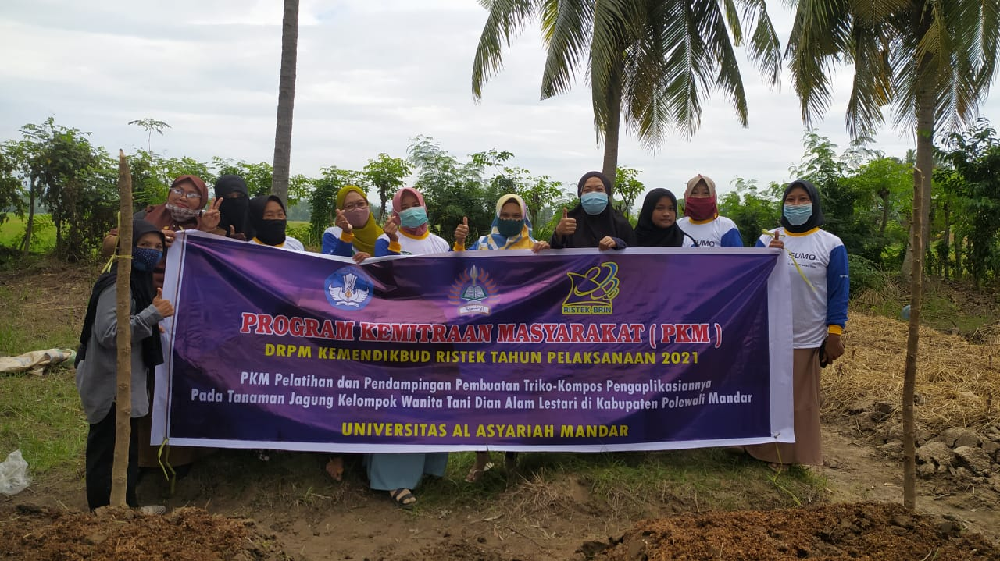 RISTEK-BRIN
PROGRAM KEMITRAAN MASYARAKAT ( PKM )
DRPM KEMENDIKBUD RISTEK TAHUN PELAKSANAAN 2021
PKM Pelatihan dan Pendampingan Pembuatan Triko-Kompos Pengaplikasiannya
Pada Tanaman Jagung Kelompok Wanita Tani Dian Alam Lestari di Kabupaten Polewali Mandar
UNIVERSITAS AL ASYARIAH MANDAR
SUMO